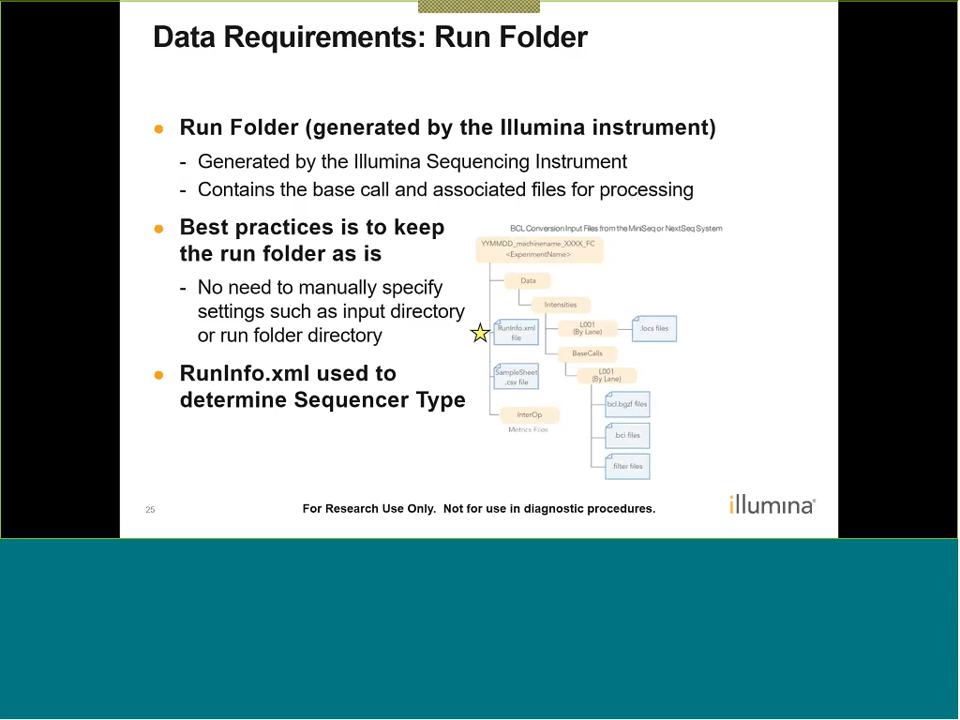 Data Requirements: Run Folder
● Run Folder (generated by the Illumina instrument)
- Generated by the Illumina Sequencing Instrument
- Contains the base call and associated files for processing
● Best practices is to keep
the run folder as is
- No need to manually specify
settings such as input directory
or run folder directory
● RunInfo.xml used to
determine Sequencer Type
BCL Conversion Input Files from the MiniSeq or NextSeq System
YYMMDD_machinename_XXXX_FC
<ExperimentName>
Data
Intensities
RunInfo.xml
file
L001
(By Lane)
.locs files
BaseCalls
SampleSheet
.csv file
L001
(By Lane)
bcl.bgzf files
InterOp
Metrics Files
.bci files
.filter files
25
For Research Use Only. Not for use in diagnostic procedures.
illumina®